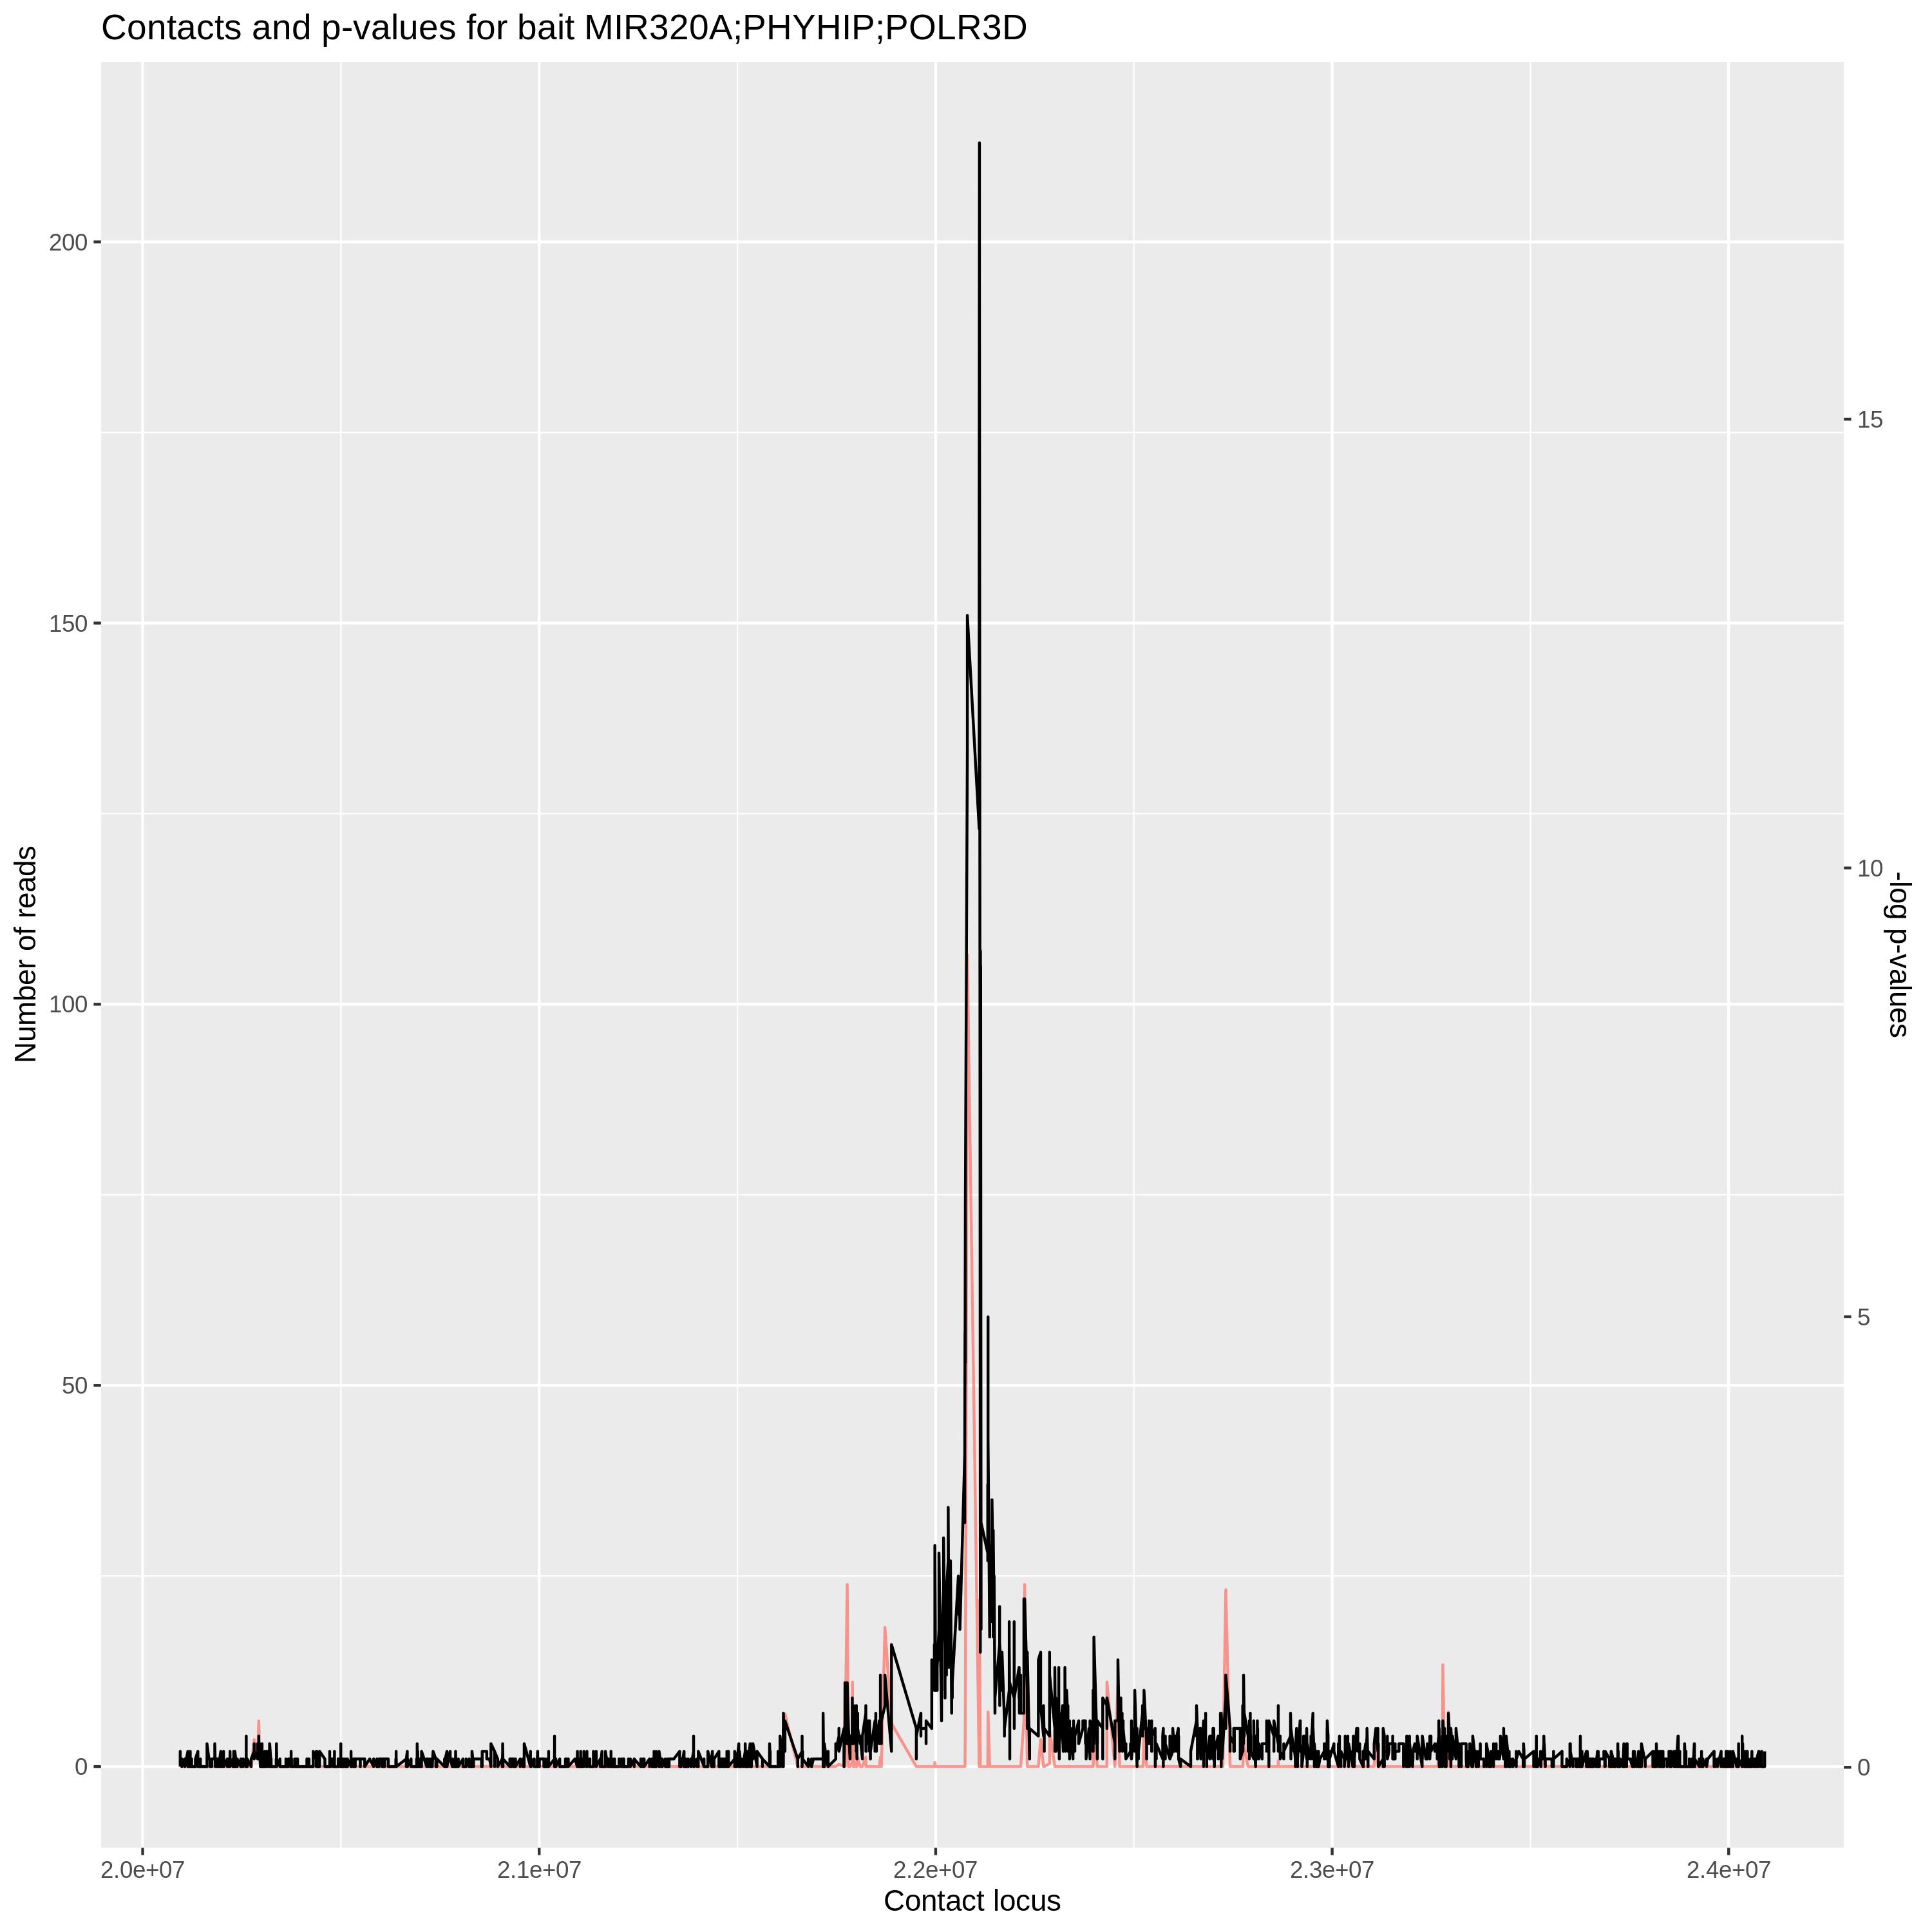 Contacts and p-values for bait MIR320A;PHYHIP;POLR3D
200
150
100
50
0
Number of reads
15
10
5
0
-log p-values
2.0e+07
2.1e+07
2.2e+07
2.3e+07
2.4e+07
Contact locus